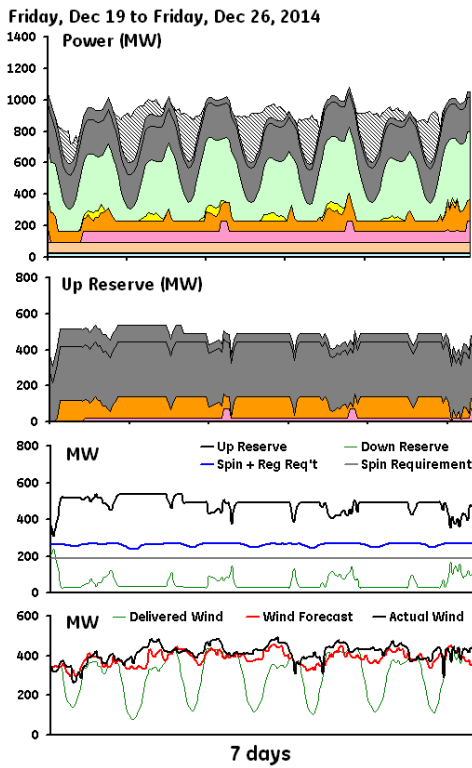 Friday, Dec 19 to Friday, Dec 26, 2014
Power (MW)
1400
1200
1000
800
600
400
200
0
Up Reserve (MW)
800
600
400
200
0
MW
Up Reserve
Down Reserve
Spin + Reg Req't
Spin Requirement
800
600
400
200
0
MW
Delivered Wind
Wind Forecast
Actual Wind
600
400
200
0
7 days